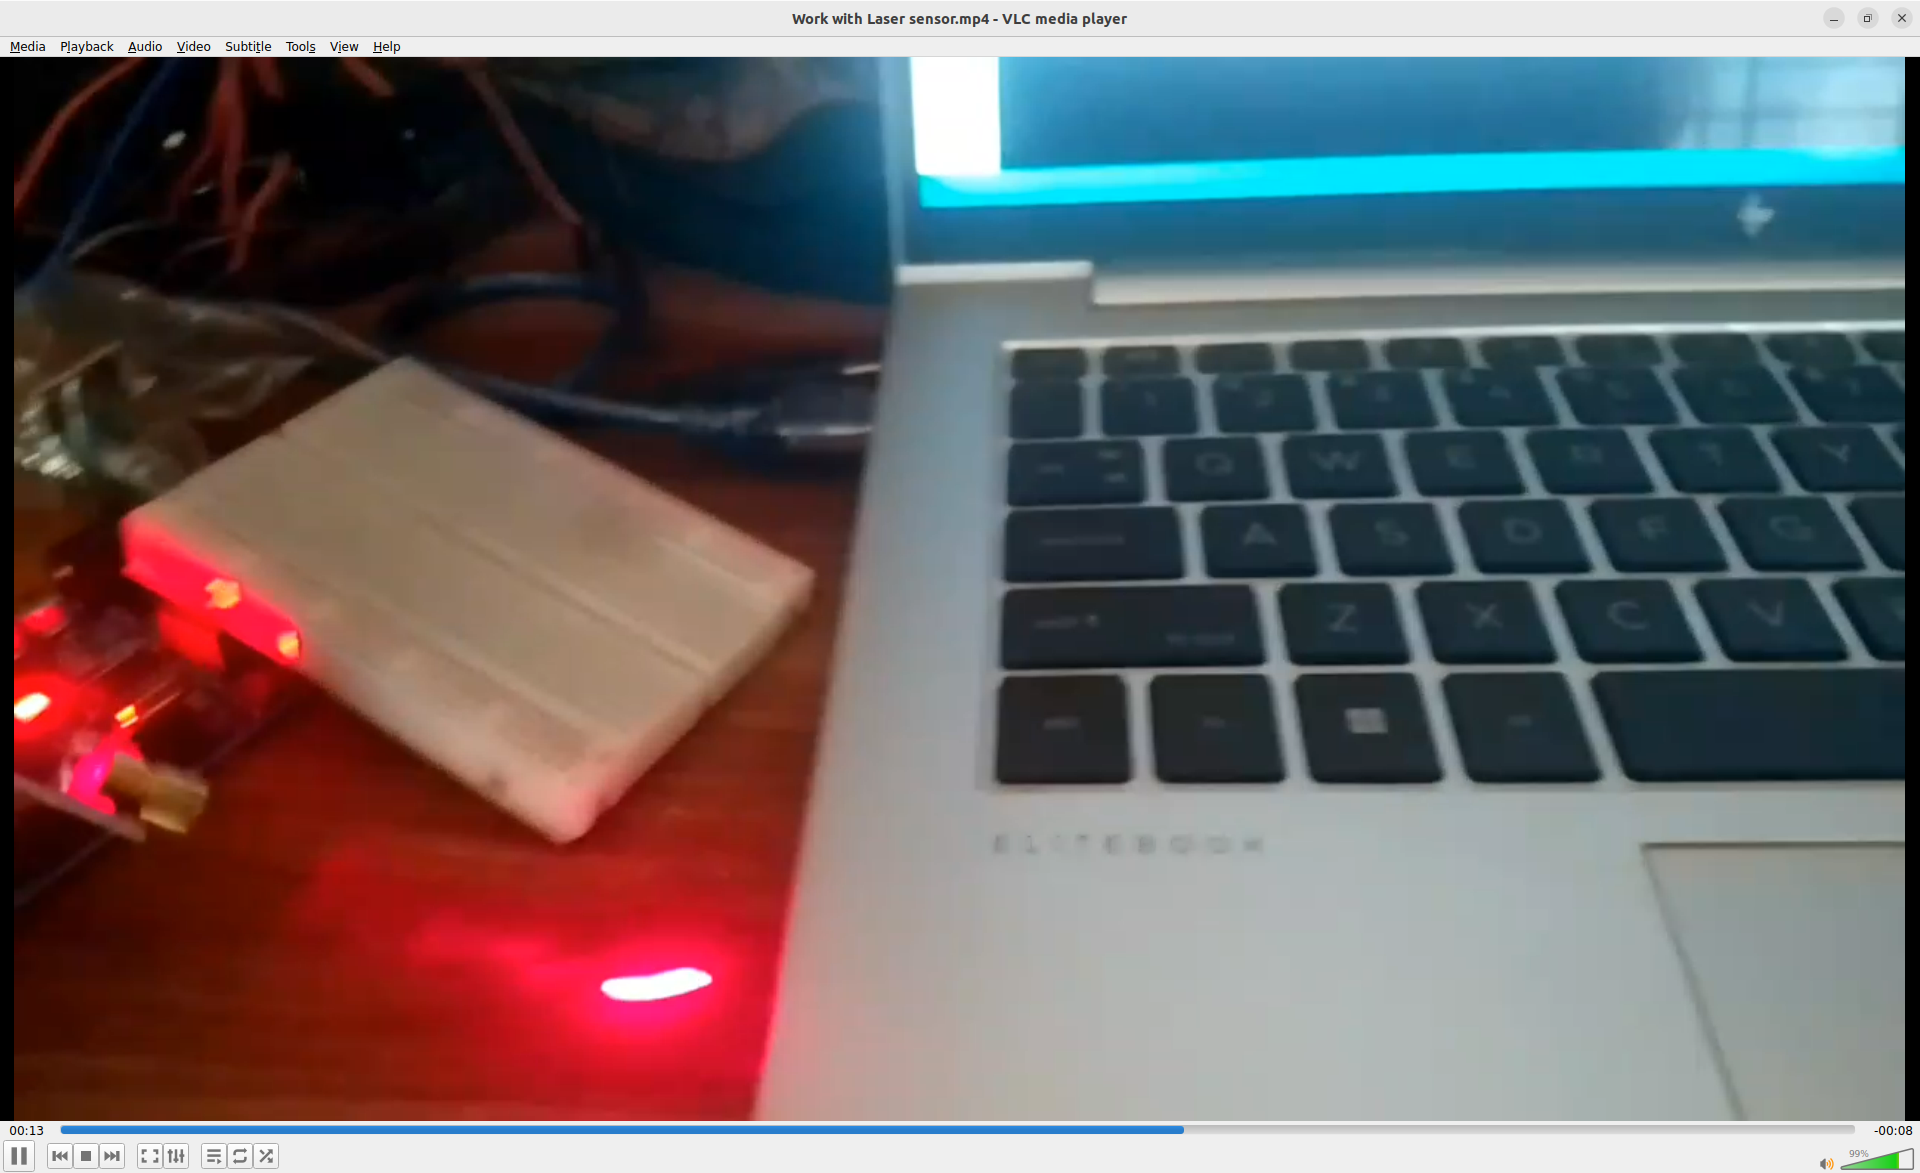 Work with Laser sensor.mp4 - VLC media player
Media Playback Audio Video Subtitle Tools View Help
Q W E R T Y
A S D F G
Z X C V
ELITEBOOK
00:13
-00:08
99%